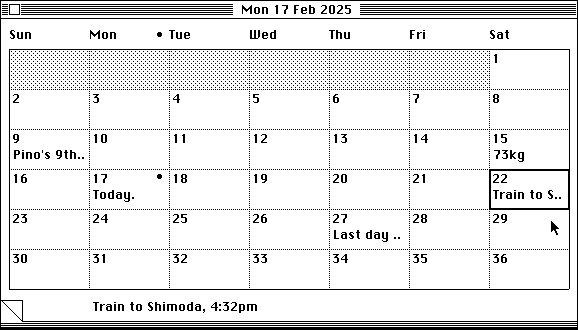 Mon 17 Feb 2025
Sun Mon • Tue Wed Thu Fri Sat
1
2 3 4 5 6 7 8
9 10 11 12 13 14 15
Pino's 9th.. 73kg
16 17 • 18 19 20 21 22
Today. Train to S..
23 24 25 26 27 28 29
Last day ..
30 31 32 33 34 35 36
Train to Shimoda, 4:32pm